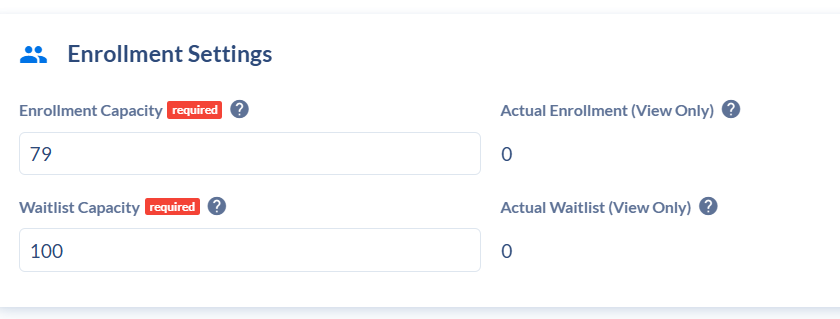 Enrollment Settings
Enrollment Capacity required ?
Actual Enrollment (View Only) ?
79
0
Waitlist Capacity required ?
Actual Waitlist (View Only) ?
100
0